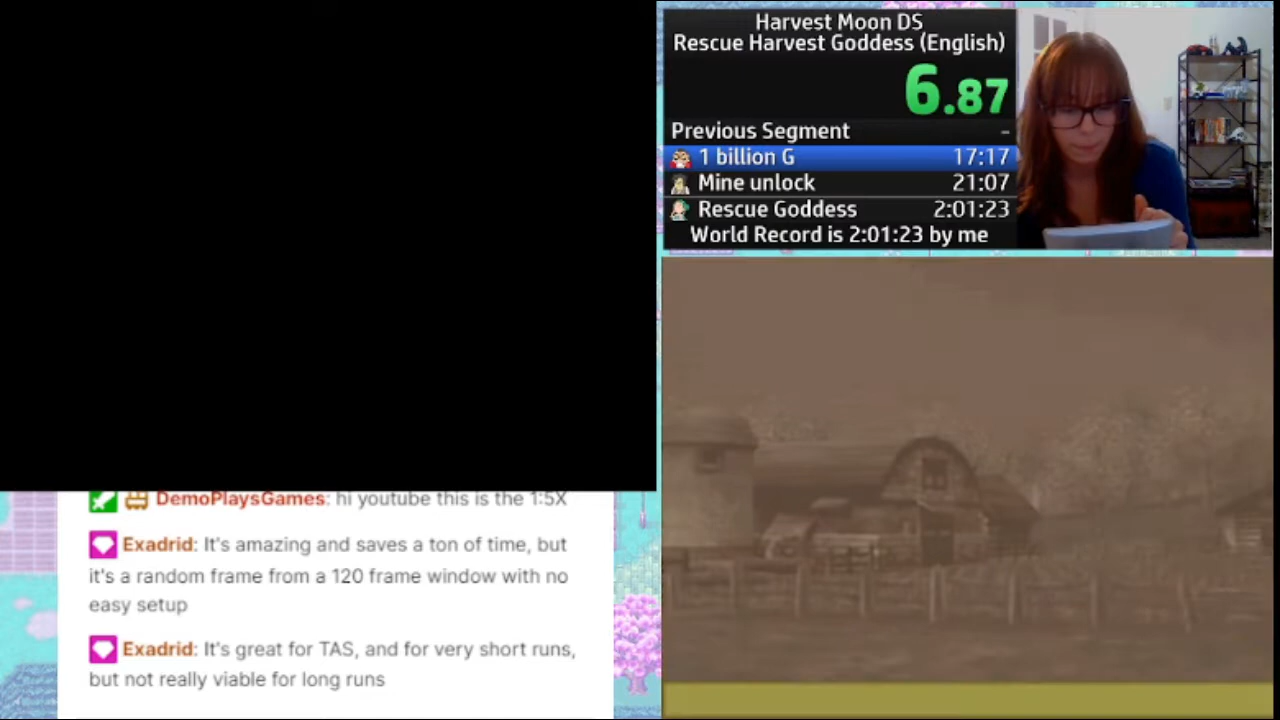 Harvest Moon DS
Rescue Harvest Goddess (English)
6.87
Previous Segment -
1 billion G 17:17
Mine unlock 21:07
Rescue Goddess 2:01:23
World Record is 2:01:23 by me
DemoPlaysGames: hi youtube this is the 1:5X
Exadrid: It's amazing and saves a ton of time, but
it's a random frame from a 120 frame window with no
easy setup
Exadrid: It's great for TAS, and for very short runs,
but not really viable for long runs